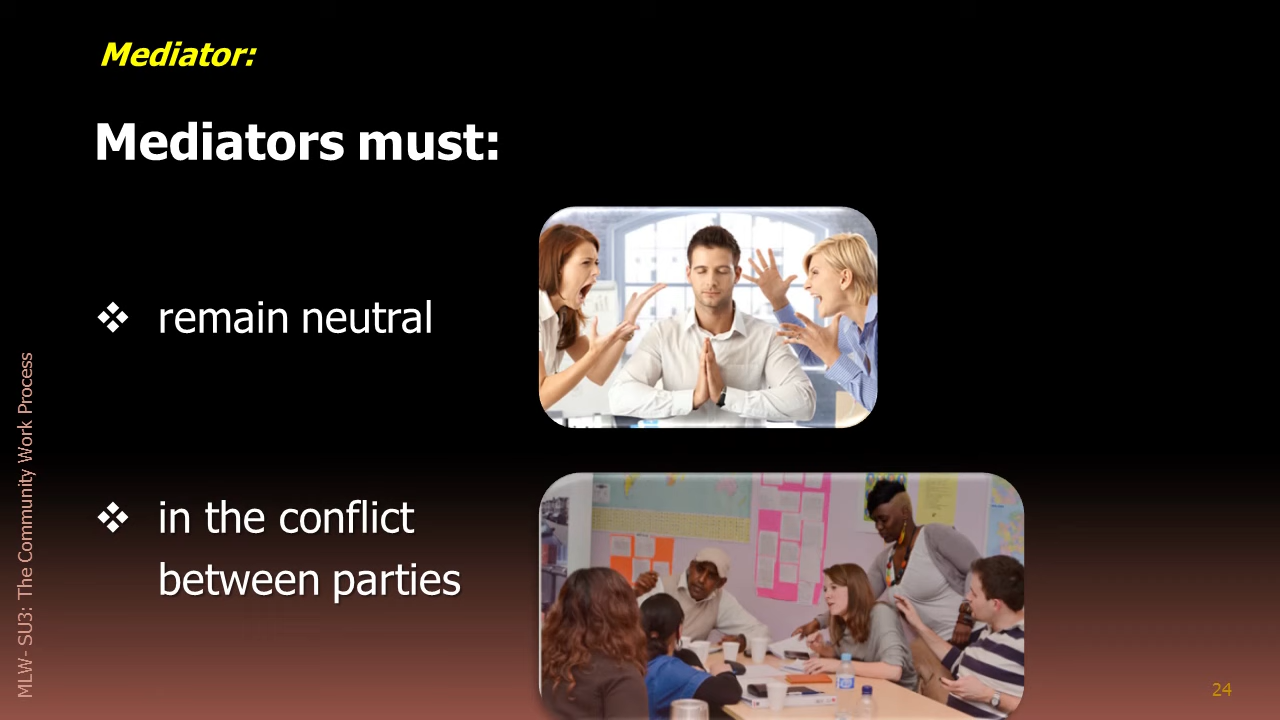 Mediator:
Mediators must:
❖ remain neutral
❖ in the conflict
between parties
MLW- SU3: The Community Work Process
24